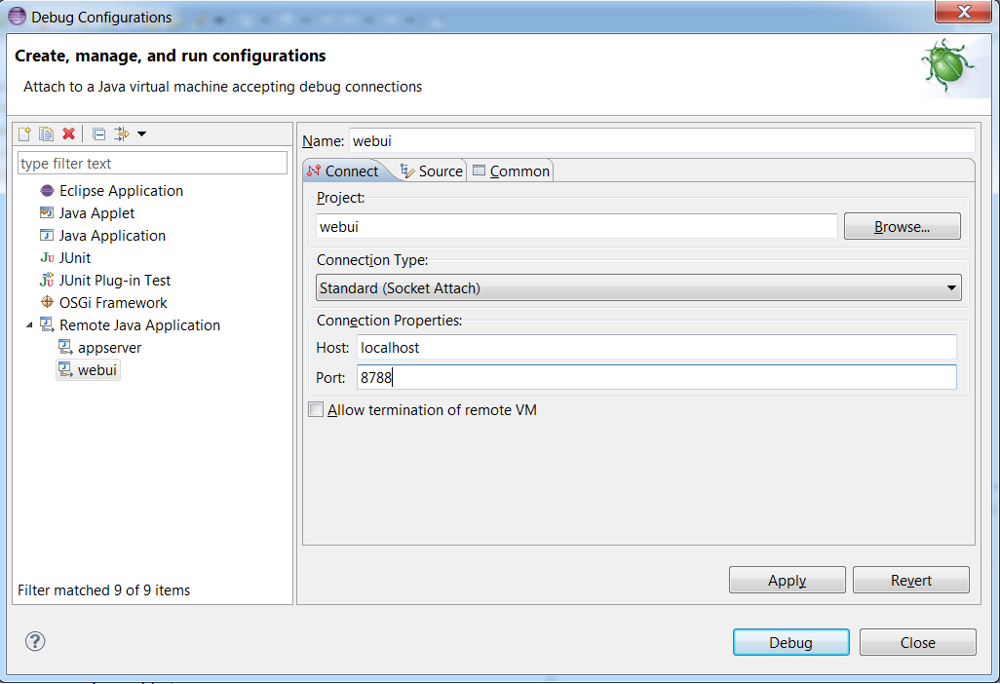 Debug Configurations
Create, manage, and run configurations
Attach to a Java virtual machine accepting debug connections
type filter text
Eclipse Application
Java Applet
Java Application
JUnit
JUnit Plug-in Test
OSGi Framework
Remote Java Application
appserver
webui
Filter matched 9 of 9 items
Name: webui
Connect Source Common
Project:
webui Browse...
Connection Type:
Standard (Socket Attach)
Connection Properties:
Host: localhost
Port: 8788
Allow termination of remote VM
Apply Revert
Debug Close